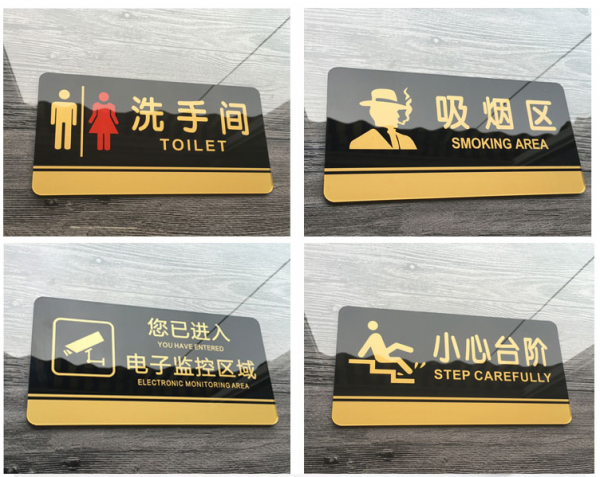 洗手间
TOILET
吸烟区
SMOKING AREA
您已进入
YOU HAVE ENTERED
电子监控区域
ELECTRONIC MONITORING AREA
小心台阶
STEP CAREFULLY